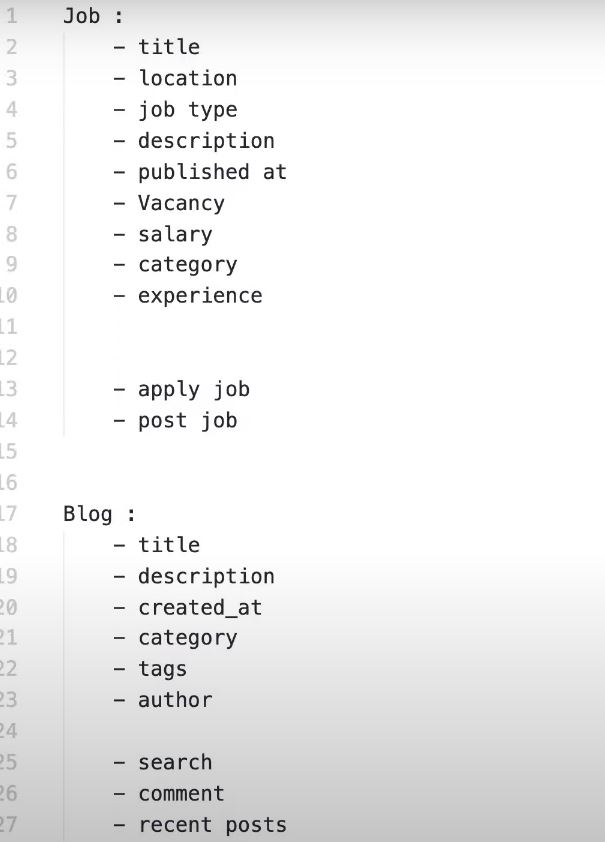 1 Job :
2 - title
3 - location
4 - job type
5 - description
6 - published at
7 - Vacancy
8 - salary
9 - category
10 - experience
11
12
13 - apply job
14 - post job
15
16
17 Blog :
18 - title
19 - description
20 - created_at
21 - category
22 - tags
23 - author
24
25 - search
26 - comment
27 - recent posts